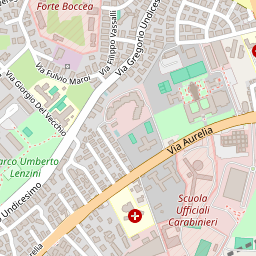 Forte Boccea
Via Filippo Vassalli
Via Gregorio Undicesimo
Via Fulvio Maroi
Via Giorgio Del Vecchio
Via Aurelia
arco Umberto
Lenzini
Undicesimo
Scuola
Ufficiali
Carabinieri
urelia